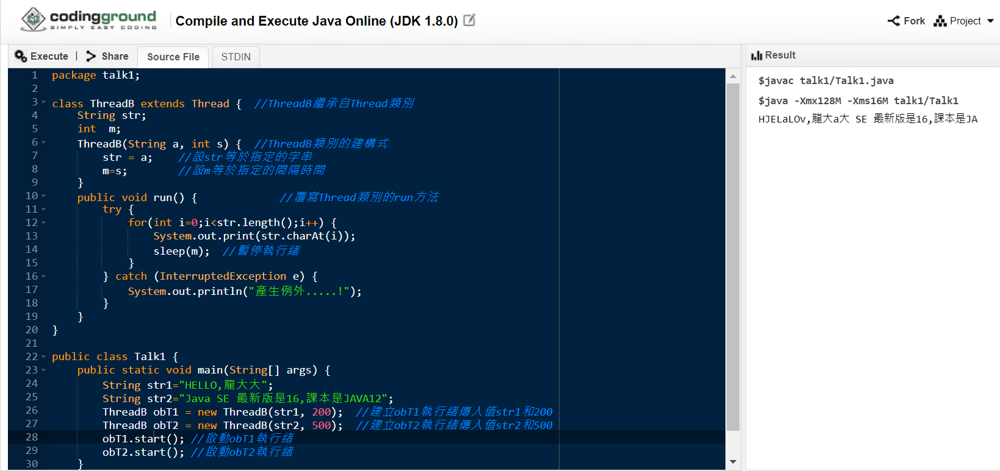 codingground
SIMPLY EASY CODING
Compile and Execute Java Online (JDK 1.8.0)
Fork
Project
Execute | Share
Source File
STDIN
1 package talk1;
2
3 class ThreadB extends Thread {  //ThreadB繼承自Thread類別
4     String str;
5     int  m;
6     ThreadB(String a, int s) {  //ThreadB類別的建構式
7         str = a;    //設str等於指定的字串
8         m=s;        //設m等於指定的間隔時間
9     }
10     public void run() {             //覆寫Thread類別的run方法
11         try {
12             for(int i=0;i<str.length();i++) {
13                 System.out.print(str.charAt(i));
14                 sleep(m);  //暫停執行緒
15             }
16         } catch (InterruptedException e) {
17             System.out.println("產生例外.....!");
18         }
19     }
20 }
21
22 public class Talk1 {
23     public static void main(String[] args) {
24         String str1="HELLO,龍大大";
25         String str2="Java SE 最新版是16,課本是JAVA12";
26         ThreadB obT1 = new ThreadB(str1, 200);  //建立obT1執行緒傳入值str1和200
27         ThreadB obT2 = new ThreadB(str2, 500);  //建立obT2執行緒傳入值str2和500
28         obT1.start(); //啟動obT1執行緒
29         obT2.start(); //啟動obT2執行緒
30     }
Result
$javac talk1/Talk1.java
$java -Xmx128M -Xms16M talk1/Talk1
HJELaLOv,龍大a大 SE 最新版是16,課本是JA